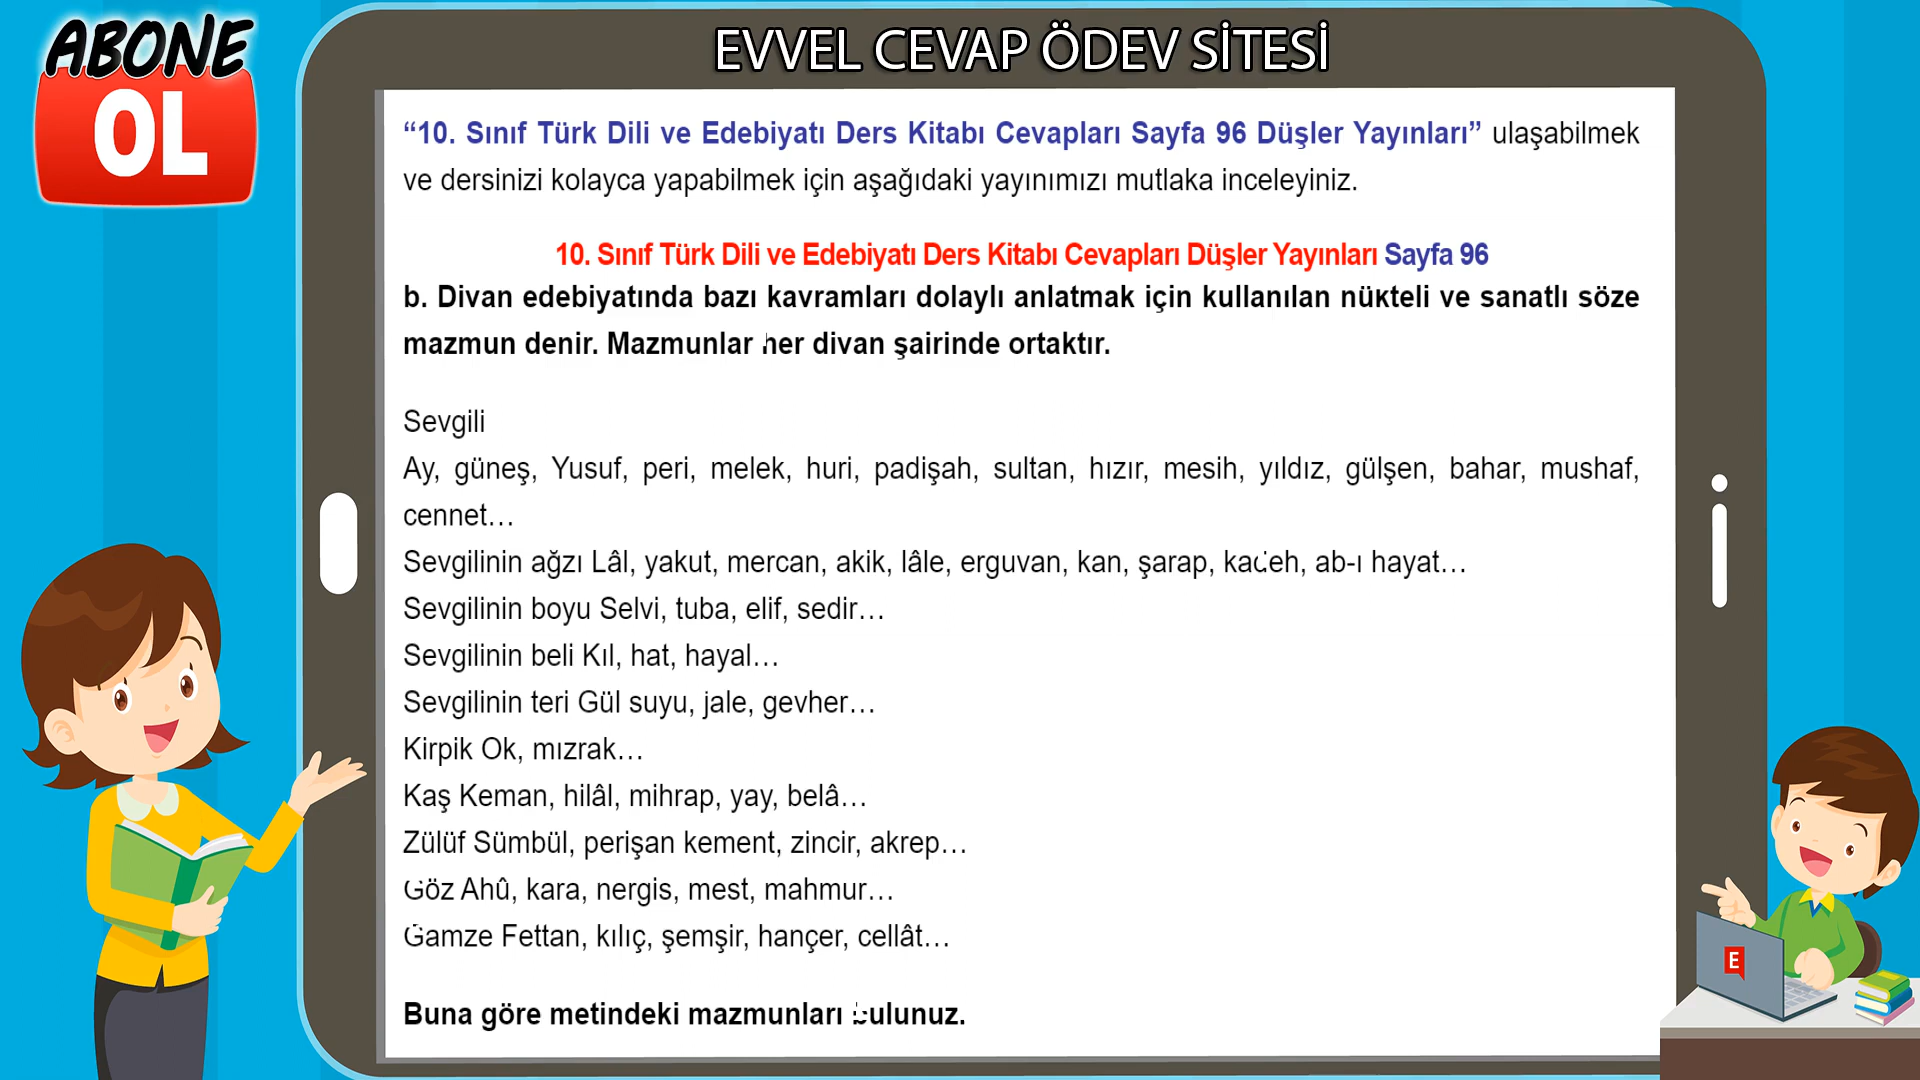 ABONE
OL
EVVEL CEVAP ÖDEV SİTESİ
“10. Sınıf Türk Dili ve Edebiyatı Ders Kitabı Cevapları Sayfa 96 Düşler Yayınları” ulaşabilmek
ve dersinizi kolayca yapabilmek için aşağıdaki yayınımızı mutlaka inceleyiniz.
10. Sınıf Türk Dili ve Edebiyatı Ders Kitabı Cevapları Düşler Yayınları Sayfa 96
b. Divan edebiyatında bazı kavramları dolaylı anlatmak için kullanılan nükteli ve sanatlı söze
mazmun denir. Mazmunlar her divan şairinde ortaktır.
Sevgili
Ay, güneş, Yusuf, peri, melek, huri, padişah, sultan, hızır, mesih, yıldız, gülşen, bahar, mushaf,
cennet…
Sevgilinin ağzı Lâl, yakut, mercan, akik, lâle, erguvan, kan, şarap, kadeh, ab-ı hayat…
Sevgilinin boyu Selvi, tuba, elif, sedir…
Sevgilinin beli Kıl, hat, hayal…
Sevgilinin teri Gül suyu, jale, gevher…
Kirpik Ok, mızrak…
Kaş Keman, hilâl, mihrap, yay, belâ…
Zülüf Sümbül, perişan kement, zincir, akrep…
Göz Ahû, kara, nergis, mest, mahmur…
Gamze Fettan, kılıç, şemşir, hançer, cellât…
Buna göre metindeki mazmunları bulunuz.
E